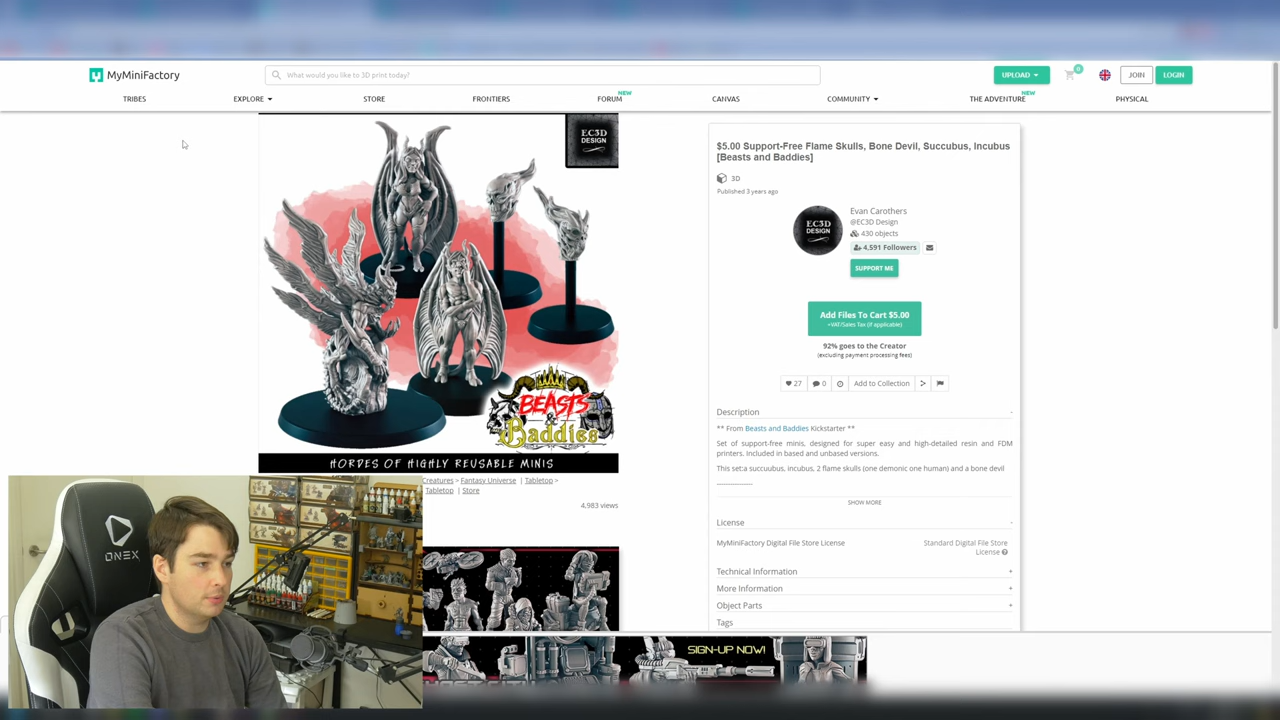 MyMiniFactory
What would you like to 3D print today?
UPLOAD
0
JOIN
LOGIN
TRIBES
EXPLORE
STORE
FRONTIERS
FORUM
NEW
CANVAS
COMMUNITY
THE ADVENTURE
NEW
PHYSICAL
EC3D
DESIGN
BEASTS
&
Baddies
HORDES OF HIGHLY REUSABLE MINIS
$5.00 Support-Free Flame Skulls, Bone Devil, Succubus, Incubus
[Beasts and Baddies]
3D
Published 3 years ago
EC3D
DESIGN
Evan Carothers
@EC3D Design
430 objects
4,591 Followers
SUPPORT ME
Add Files To Cart $5.00
+VAT/Sales Tax (if applicable)
92% goes to the Creator
(excluding payment processing fees)
27
0
Add to Collection
Description
-
** From Beasts and Baddies Kickstarter **
Set of support-free minis, designed for super easy and high-detailed resin and FDM
printers. Included in based and unbased versions.
This set:a succuubus, incubus, 2 flame skulls (one demonic one human) and a bone devil
----------------
SHOW MORE
License
-
MyMiniFactory Digital File Store License
Standard Digital File Store
License
Technical Information
+
More Information
+
Object Parts
+
Tags
Creatures > Fantasy Universe | Tabletop >
Tabletop | Store
4,983 views
SIGN-UP NOW!
ONEX